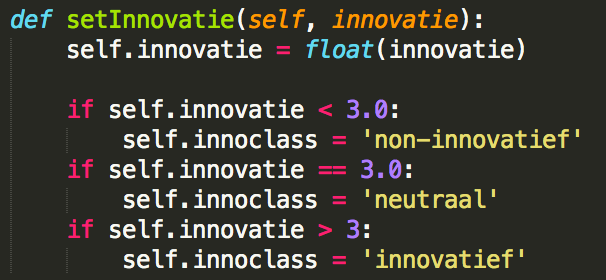 def setInnovatie(self, innovatie):
    self.innovatie = float(innovatie)

    if self.innovatie < 3.0:
        self.innoclass = 'non-innovatief'
    if self.innovatie == 3.0:
        self.innoclass = 'neutraal'
    if self.innovatie > 3:
        self.innoclass = 'innovatief'